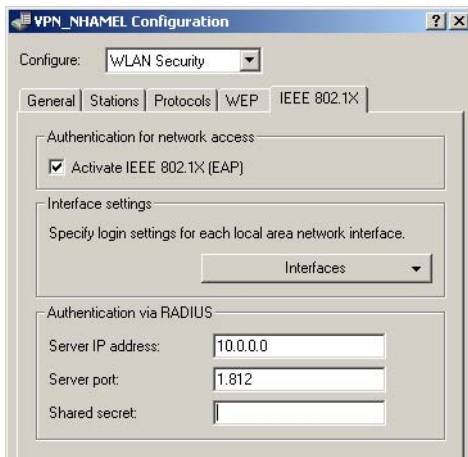 VPN_NHAMEL Configuration
Configure: WLAN Security
General Stations Protocols WEP IEEE 802.1X
Authentication for network access
Activate IEEE 802.1X (EAP)
Interface settings
Specify login settings for each local area network interface.
Interfaces
Authentication via RADIUS
Server IP address: 10.0.0.0
Server port: 1.812
Shared secret: